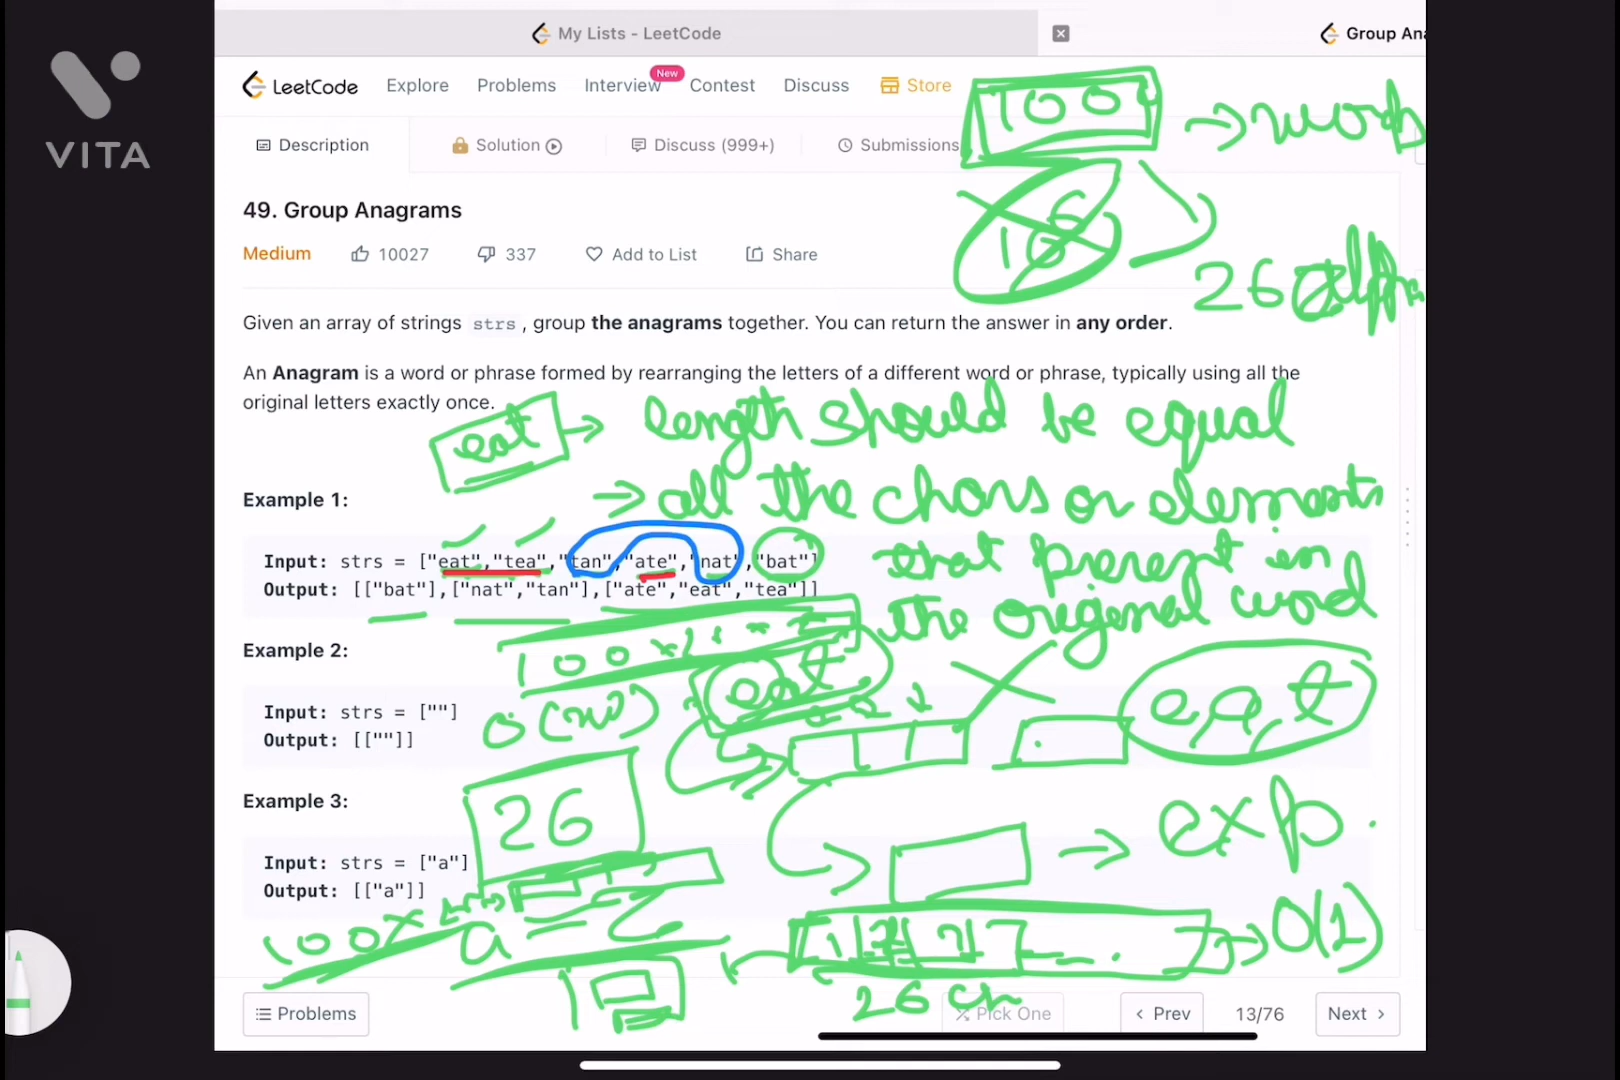 VITA
My Lists - LeetCode
Group Ana
LeetCode
Explore
Problems
Interview
New
Contest
Discuss
Store
100
→ words
Description
Solution
Discuss (999+)
Submissions
49. Group Anagrams
Medium
10027
337
Add to List
Share
26 alpha
Given an array of strings strs, group the anagrams together. You can return the answer in any order.
An Anagram is a word or phrase formed by rearranging the letters of a different word or phrase, typically using all the
original letters exactly once.
eat → length should be equal
→ all the chars or elements
that present in
the original word
Example 1:
Input: strs = ["eat", "tea","tan","ate","nat","bat"]
Output: [["bat"],["nat","tan"],["ate","eat","tea"]]
100 x
eat
e,a,t
Example 2:
Input: strs = [""]
Output: [[""]]
26
→ exp.
Example 3:
Input: strs = ["a"]
Output: [["a"]]
100 x
a =
→ O(1)
26 ch
Problems
Pick One
Prev
13/76
Next